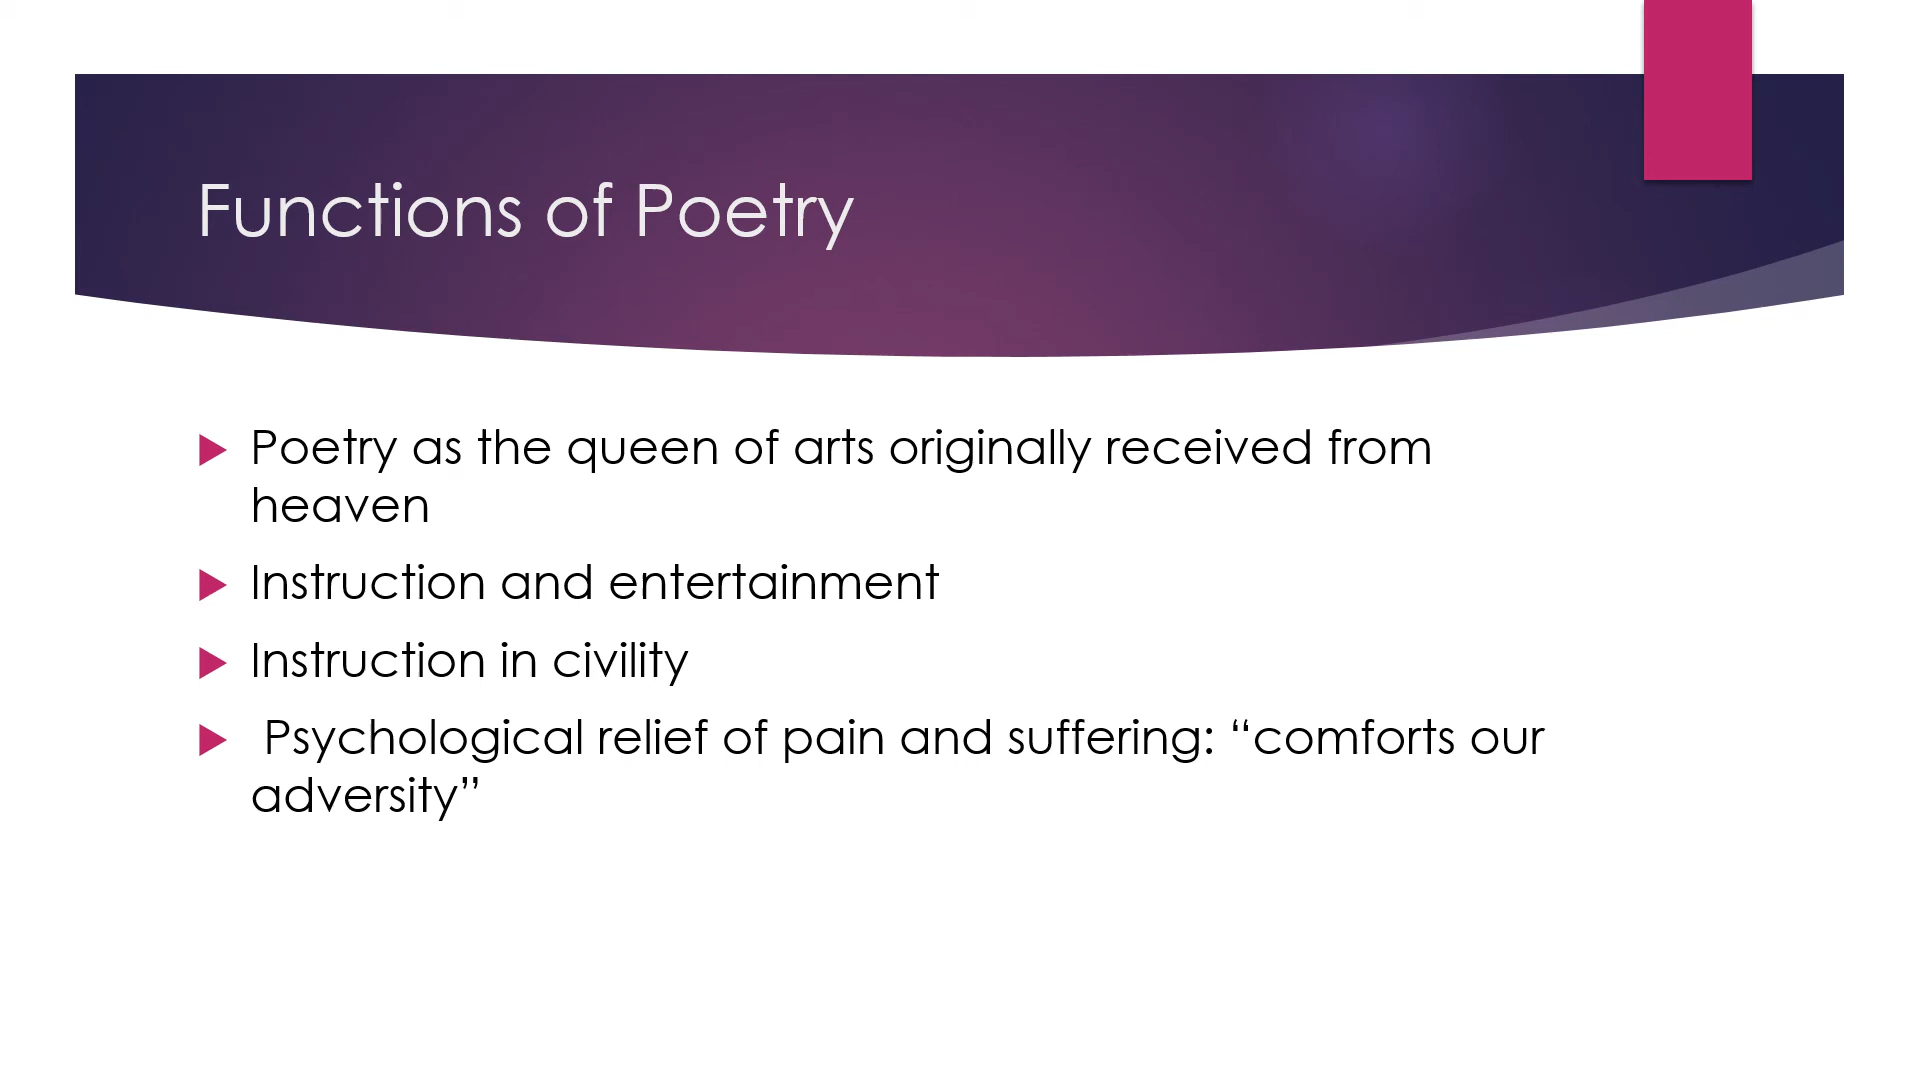 Functions of Poetry
Poetry as the queen of arts originally received from
heaven
Instruction and entertainment
Instruction in civility
Psychological relief of pain and suffering: “comforts our
adversity”